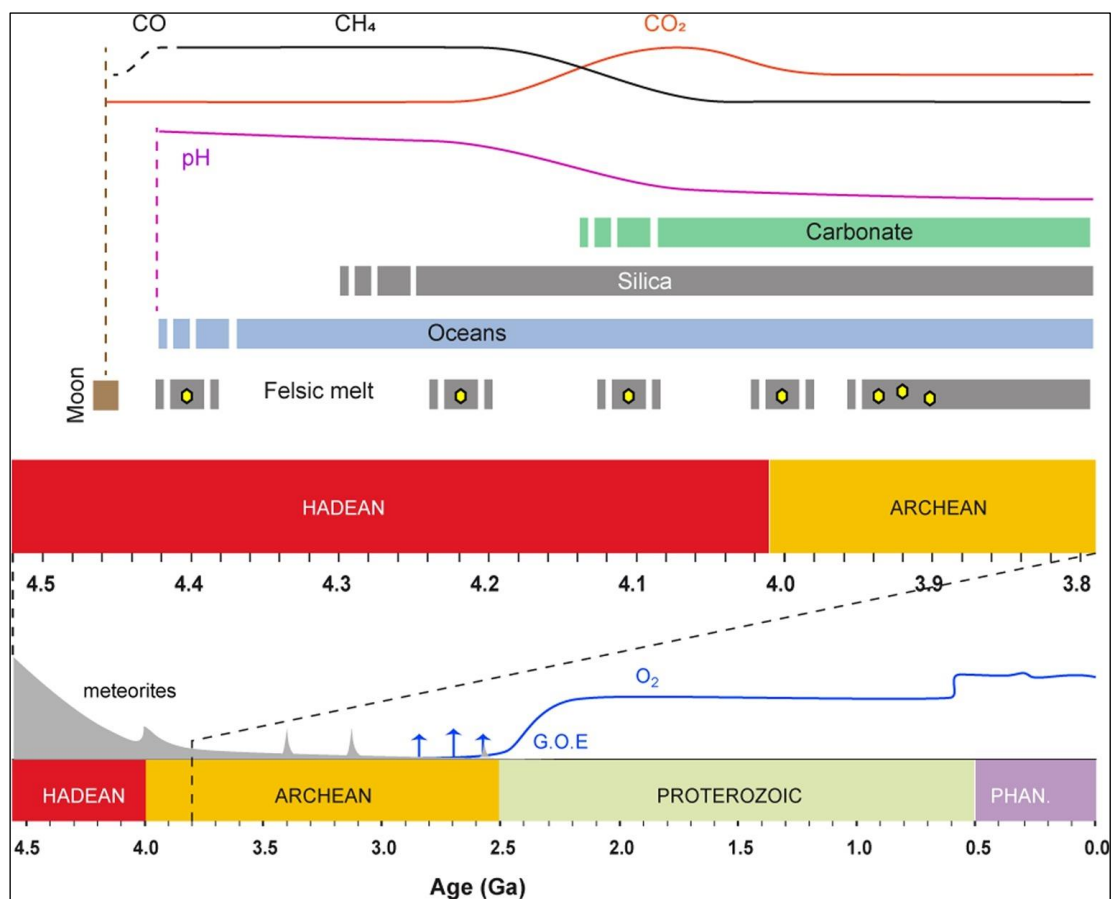 CO CH₄ CO₂
pH
Carbonate
Silica
Oceans
Moon
Felsic melt
HADEAN ARCHEAN
4.5 4.4 4.3 4.2 4.1 4.0 3.9 3.8
meteorites
O₂
G.O.E
HADEAN ARCHEAN PROTEROZOIC PHAN.
4.5 4.0 3.5 3.0 2.5 2.0 1.5 1.0 0.5 0.0
Age (Ga)